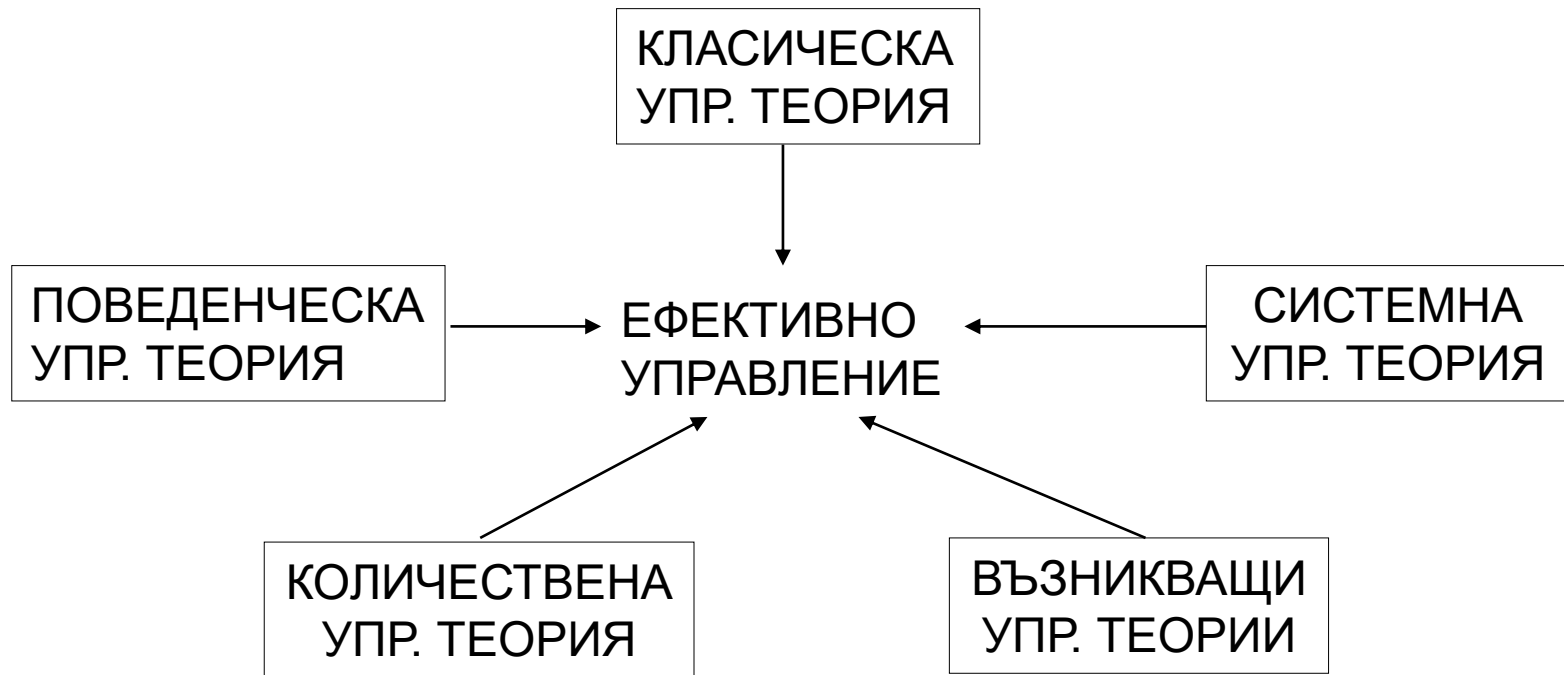 КЛАСИЧЕСКА
УПР. ТЕОРИЯ
ПОВЕДЕНЧЕСКА
УПР. ТЕОРИЯ
ЕФЕКТИВНО
УПРАВЛЕНИЕ
СИСТЕМНА
УПР. ТЕОРИЯ
КОЛИЧЕСТВЕНА
УПР. ТЕОРИЯ
ВЪЗНИКВАЩИ
УПР. ТЕОРИИ